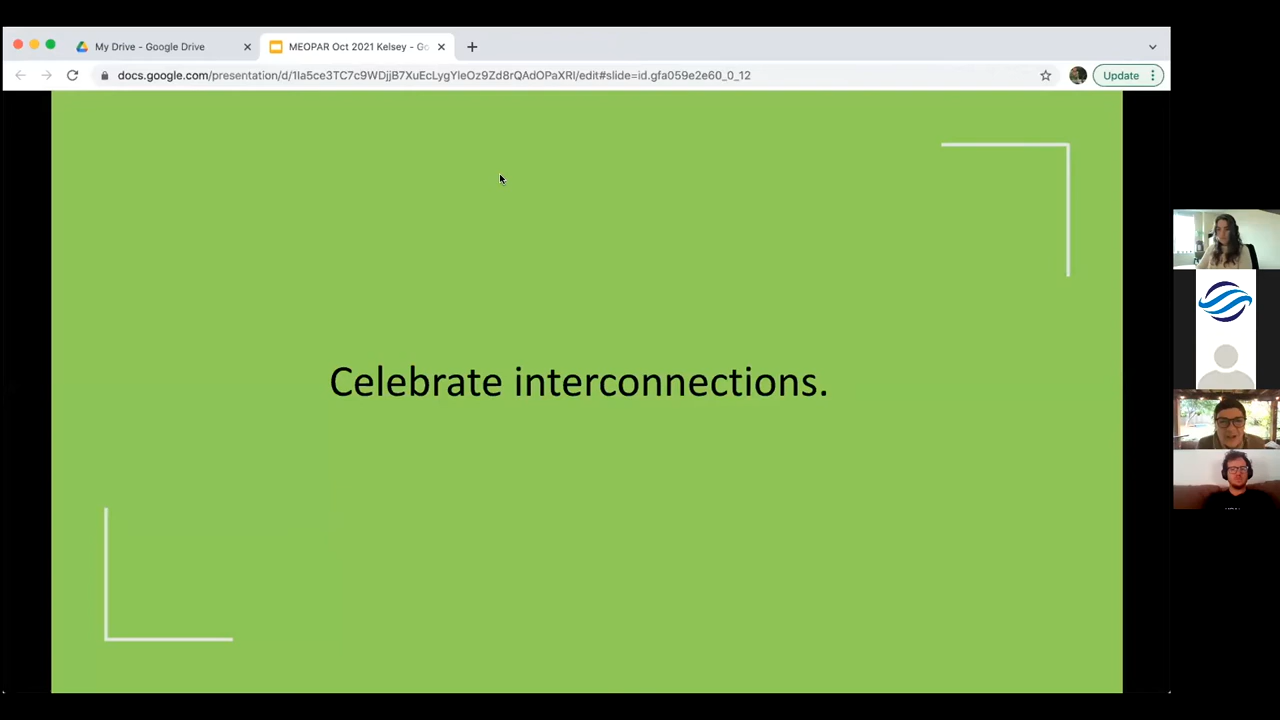 My Drive - Google Drive
MEOPAR Oct 2021 Kelsey - Go
docs.google.com/presentation/d/1Ia5ce3TC7c9WDjjB7XuEcLygYleOz9Zd8rQAdOPaXRI/edit#slide=id.gfa059e2e60_0_12
Update
Celebrate interconnections.